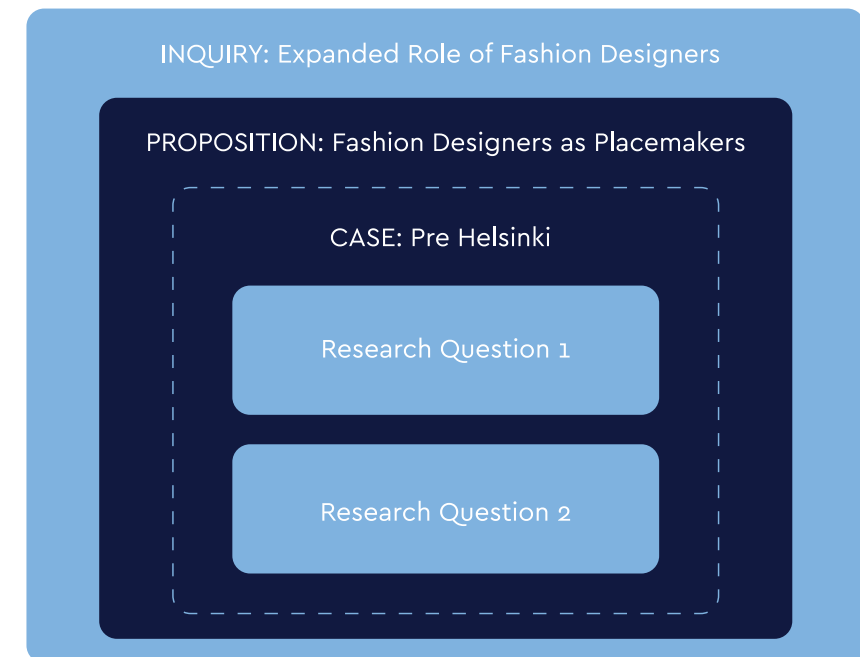 INQUIRY: Expanded Role of Fashion Designers
PROPOSITION: Fashion Designers as Placemakers
CASE: Pre Helsinki
Research Question 1
Research Question 2